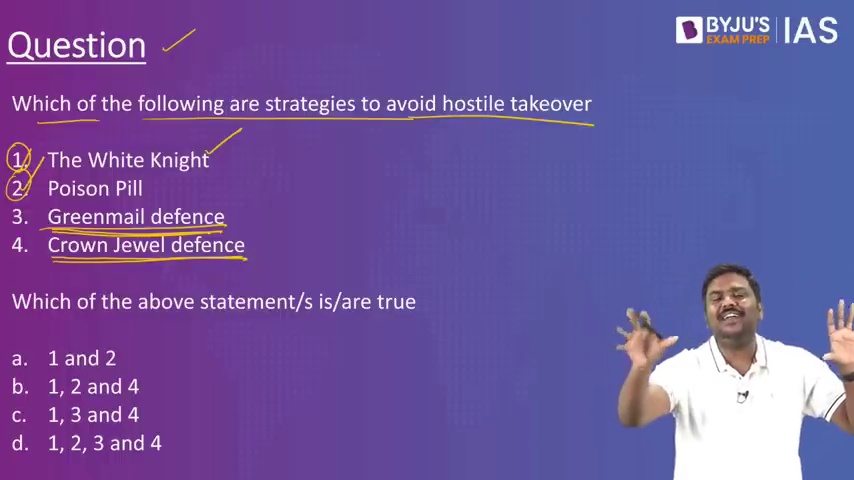 Question
BYJU'S
EXAM PREP
IAS
Which of the following are strategies to avoid hostile takeover
1. The White Knight
2. Poison Pill
3. Greenmail defence
4. Crown Jewel defence
Which of the above statement/s is/are true
a. 1 and 2
b. 1, 2 and 4
c. 1, 3 and 4
d. 1, 2, 3 and 4